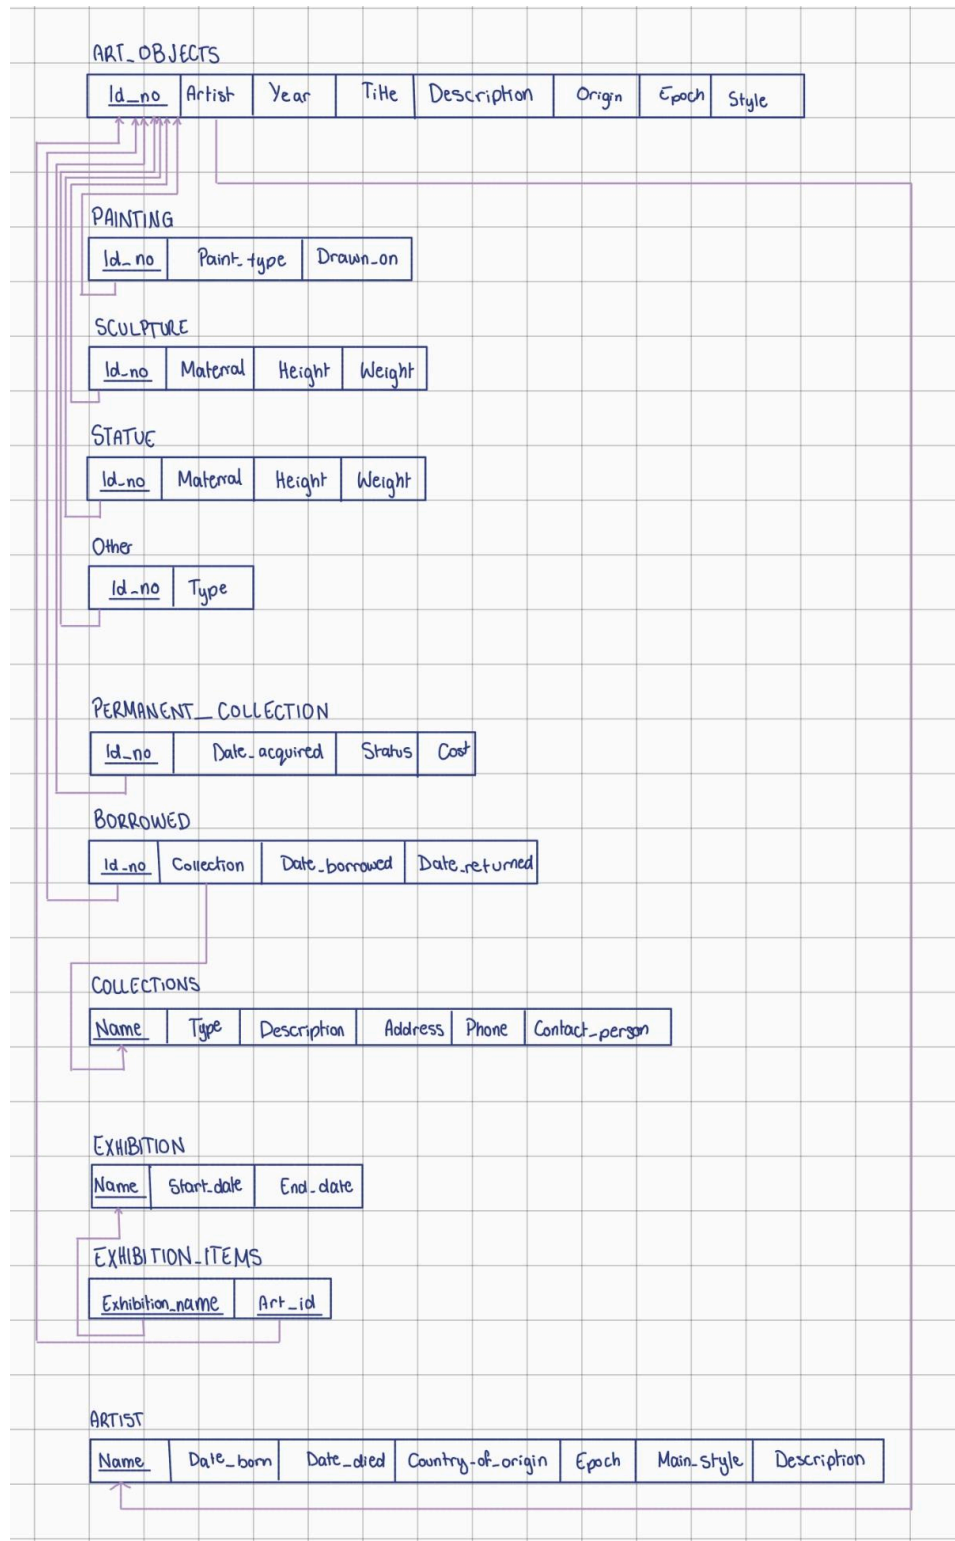 ART_OBJECTS
Id_no Artist Year Title Description Origin Epoch Style
PAINTING
Id_no Paint_type Drawn_on
SCULPTURE
Id_no Material Height Weight
STATUE
Id_no Material Height Weight
Other
Id_no Type
PERMANENT_COLLECTION
Id_no Date_acquired Status Cost
BORROWED
Id_no Collection Date_borrowed Date_returned
COLLECTIONS
Name Type Description Address Phone Contact_person
EXHIBITION
Name Start_date End_date
EXHIBITION_ITEMS
Exhibition_name Art_id
ARTIST
Name Date_born Date_died Country_of_origin Epoch Main_style Description